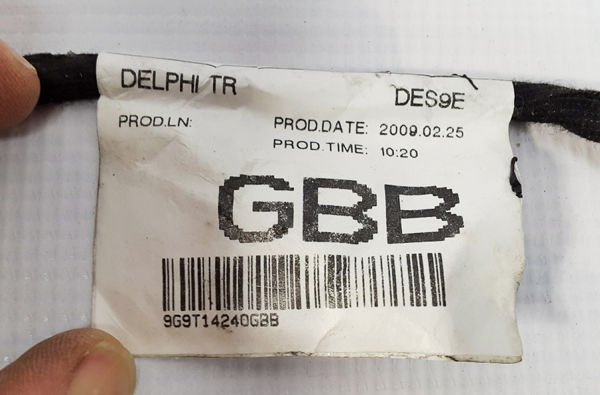 DELPHI TR
DES9E
PROD.LN:
PROD.DATE: 2009.02.25
PROD.TIME: 10:20
GBB
9G9T14240GBB